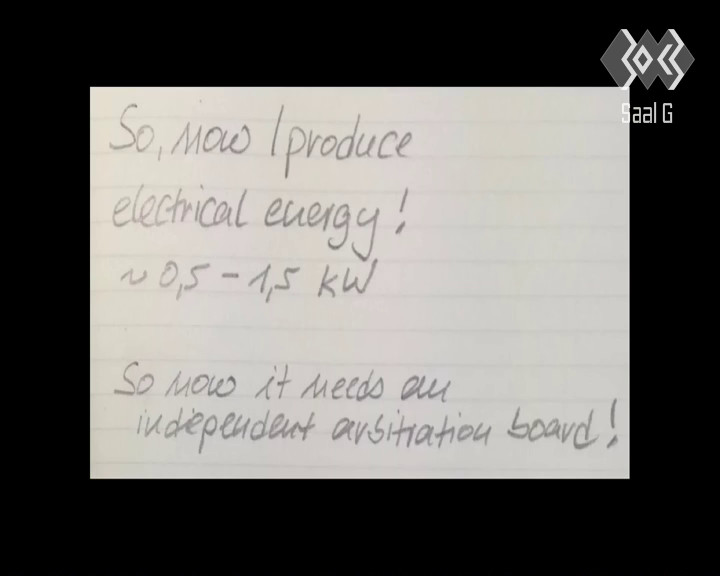 Saal G
So, now I produce
electrical energy!
~ 0,5 - 1,5 kW
So now it needs an
independent arbitration board!